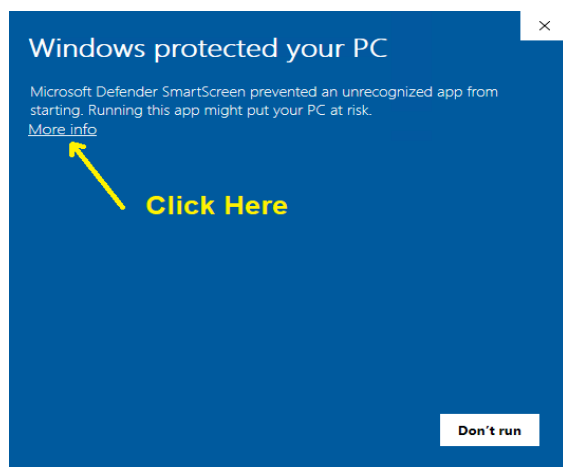 Windows protected your PC
Microsoft Defender SmartScreen prevented an unrecognized app from
starting. Running this app might put your PC at risk.
More info
Click Here
Don't run